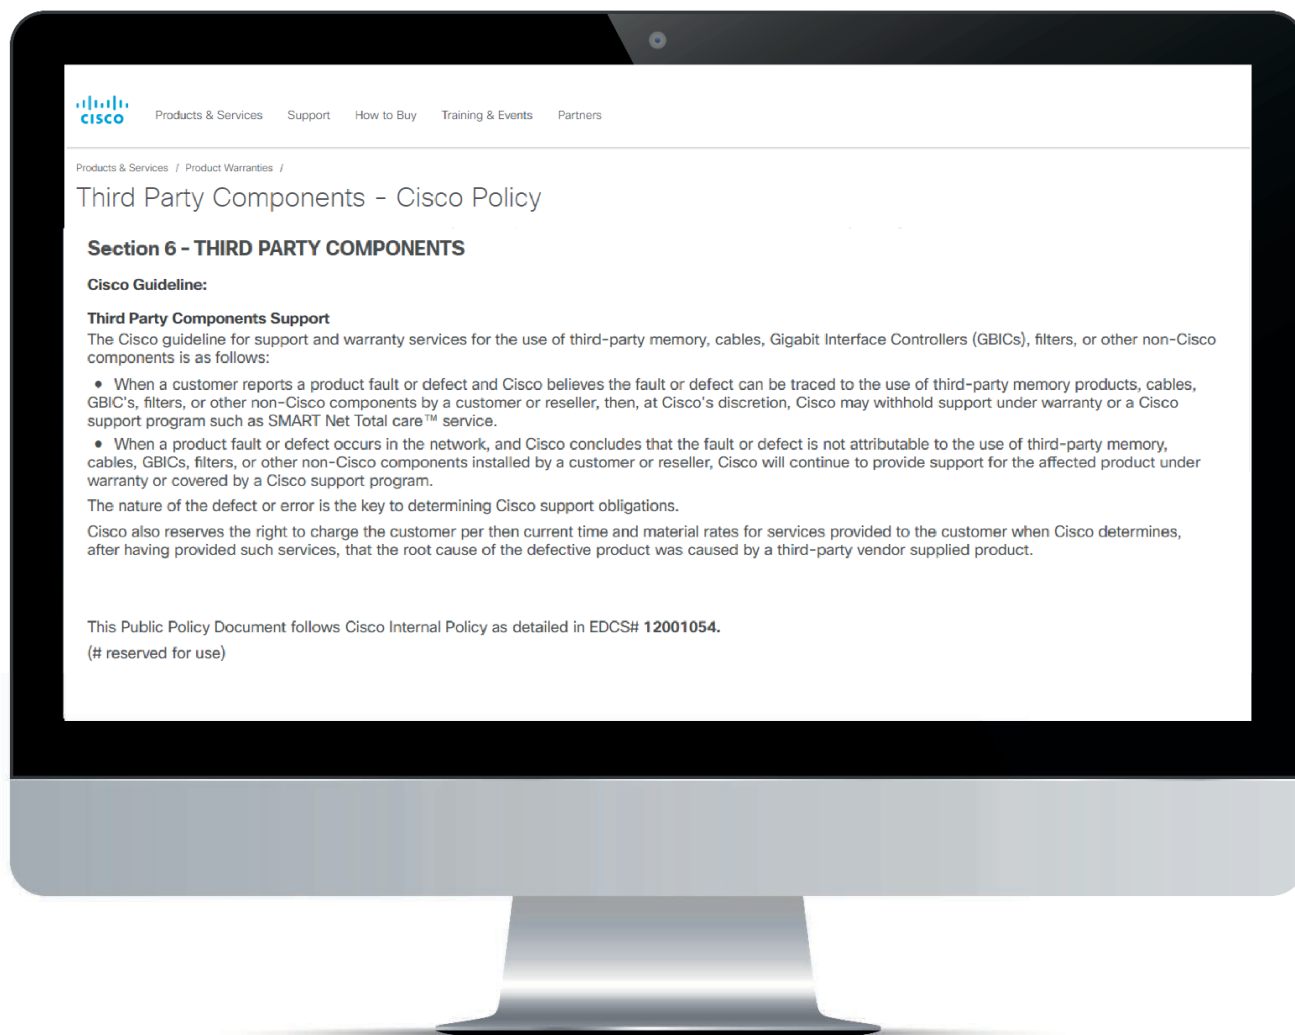 CISCO
Products & Services Support How to Buy Training & Events Partners
Products & Services / Product Warranties /
Third Party Components - Cisco Policy
Section 6 - THIRD PARTY COMPONENTS
Cisco Guideline:
Third Party Components Support
The Cisco guideline for support and warranty services for the use of third-party memory, cables, Gigabit Interface Controllers (GBICs), filters, or other non-Cisco
components is as follows:
• When a customer reports a product fault or defect and Cisco believes the fault or defect can be traced to the use of third-party memory products, cables,
GBIC's, filters, or other non-Cisco components by a customer or reseller, then, at Cisco's discretion, Cisco may withhold support under warranty or a Cisco
support program such as SMART Net Total care™ service.
• When a product fault or defect occurs in the network, and Cisco concludes that the fault or defect is not attributable to the use of third-party memory,
cables, GBICs, filters, or other non-Cisco components installed by a customer or reseller, Cisco will continue to provide support for the affected product under
warranty or covered by a Cisco support program.
The nature of the defect or error is the key to determining Cisco support obligations.
Cisco also reserves the right to charge the customer per then current time and material rates for services provided to the customer when Cisco determines,
after having provided such services, that the root cause of the defective product was caused by a third-party vendor supplied product.
This Public Policy Document follows Cisco Internal Policy as detailed in EDCS# 12001054.
(# reserved for use)